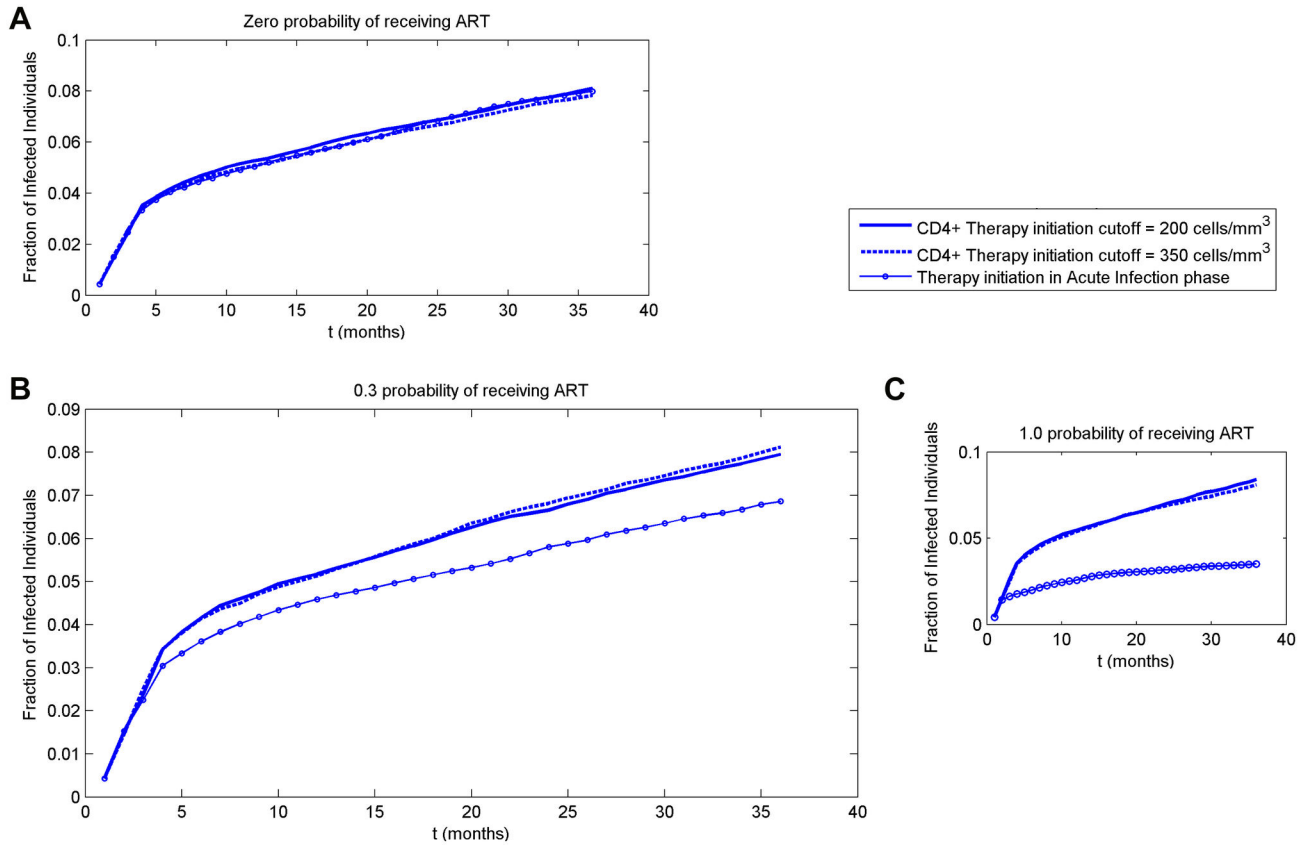 A
Zero probability of receiving ART
0.1
0.08
0.06
0.04
0.02
0
Fraction of Infected Individuals
0 5 10 15 20 25 30 35 40
t (months)
CD4+ Therapy initiation cutoff = 200 cells/mm³
CD4+ Therapy initiation cutoff = 350 cells/mm³
Therapy initiation in Acute Infection phase
B
0.3 probability of receiving ART
0.09
0.08
0.07
0.06
0.05
0.04
0.03
0.02
0.01
0
Fraction of Infected Individuals
0 5 10 15 20 25 30 35 40
t (months)
C
1.0 probability of receiving ART
0.1
0.05
0
Fraction of Infected Individuals
0 10 20 30 40
t (months)